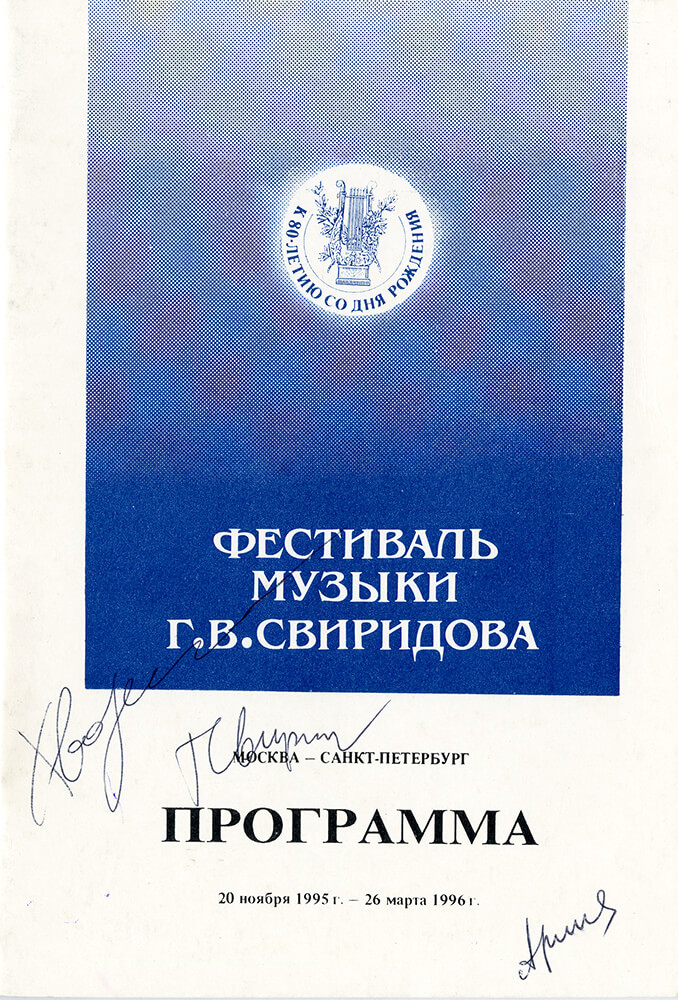 К 80-ЛЕТИЮ СО ДНЯ РОЖДЕНИЯ
ФЕСТИВАЛЬ
МУЗЫКИ
Г.В.СВИРИДОВА
МОСКВА – САНКТ-ПЕТЕРБУРГ
ПРОГРАММА
20 ноября 1995 г. – 26 марта 1996 г.